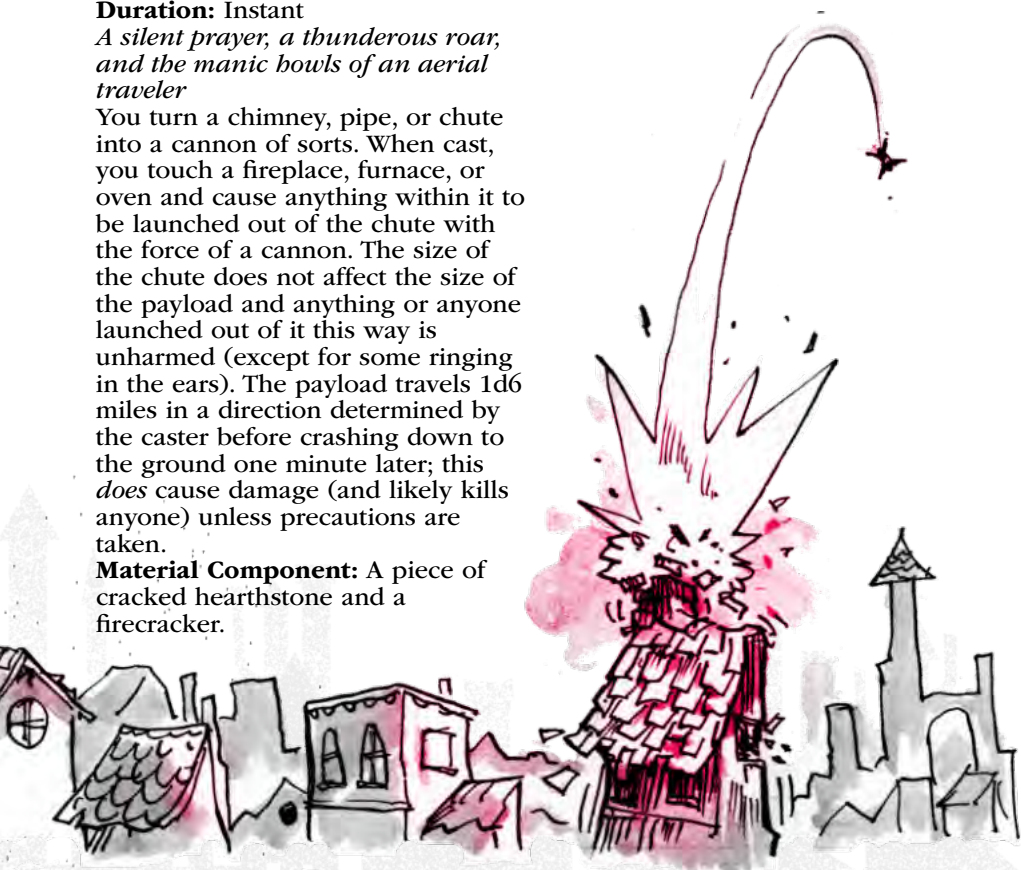 Duration: Instant
A silent prayer, a thunderous roar,
and the manic howls of an aerial
traveler
You turn a chimney, pipe, or chute
into a cannon of sorts. When cast,
you touch a fireplace, furnace, or
oven and cause anything within it to
be launched out of the chute with
the force of a cannon. The size of
the chute does not affect the size of
the payload and anything or anyone
launched out of it this way is
unharmed (except for some ringing
in the ears). The payload travels 1d6
miles in a direction determined by
the caster before crashing down to
the ground one minute later; this
does cause damage (and likely kills
anyone) unless precautions are
taken.
Material Component: A piece of
cracked hearthstone and a
firecracker.